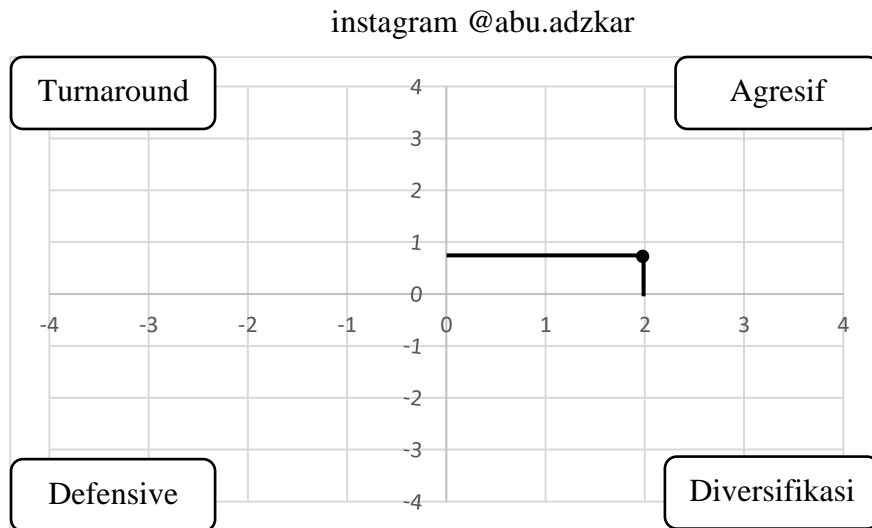 instagram @abu.adzkar
Turnaround
Agresif
4
3
2
1
0
-4 -3 -2 -1 0 1 2 3 4
-1
-2
-3
-4
Defensive
Diversifikasi